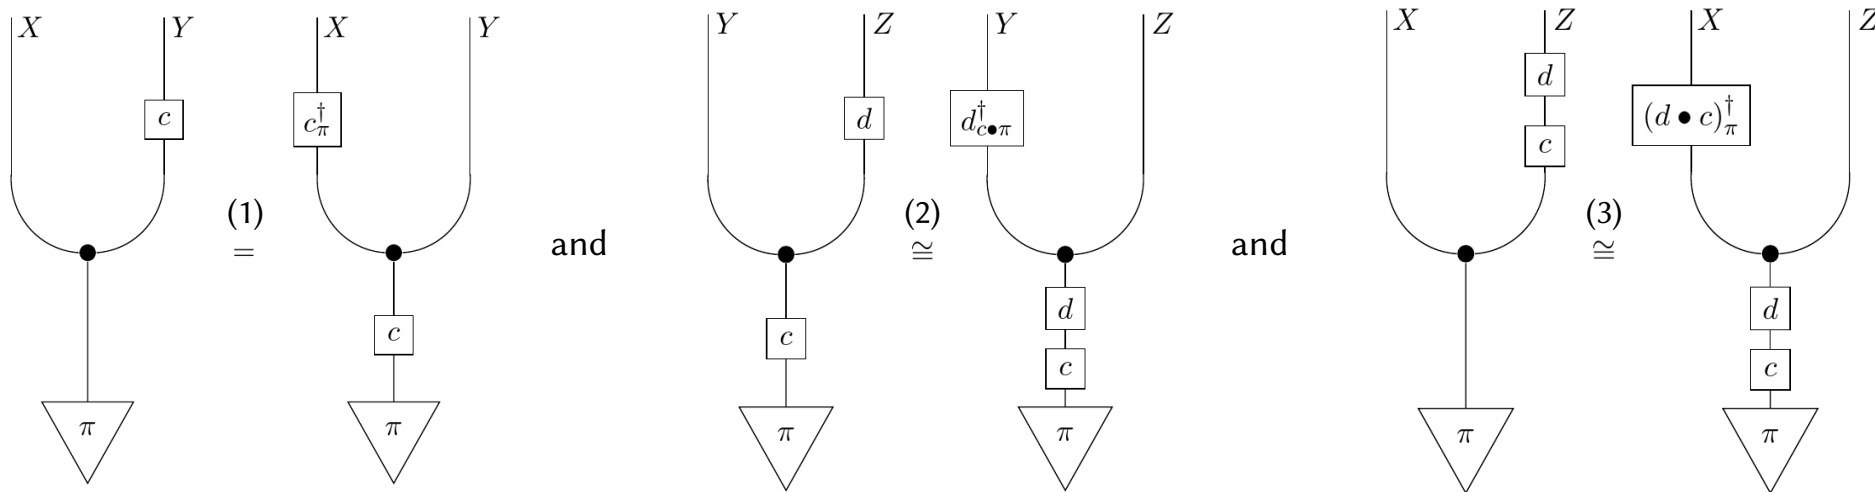 X Y X Y Y Z Y Z X Z X Z
d
c c†π d d†c•π (d • c)†π
c
(1) (2) (3)
= and ≅ and ≅
c c d d
c c
π π π π π π